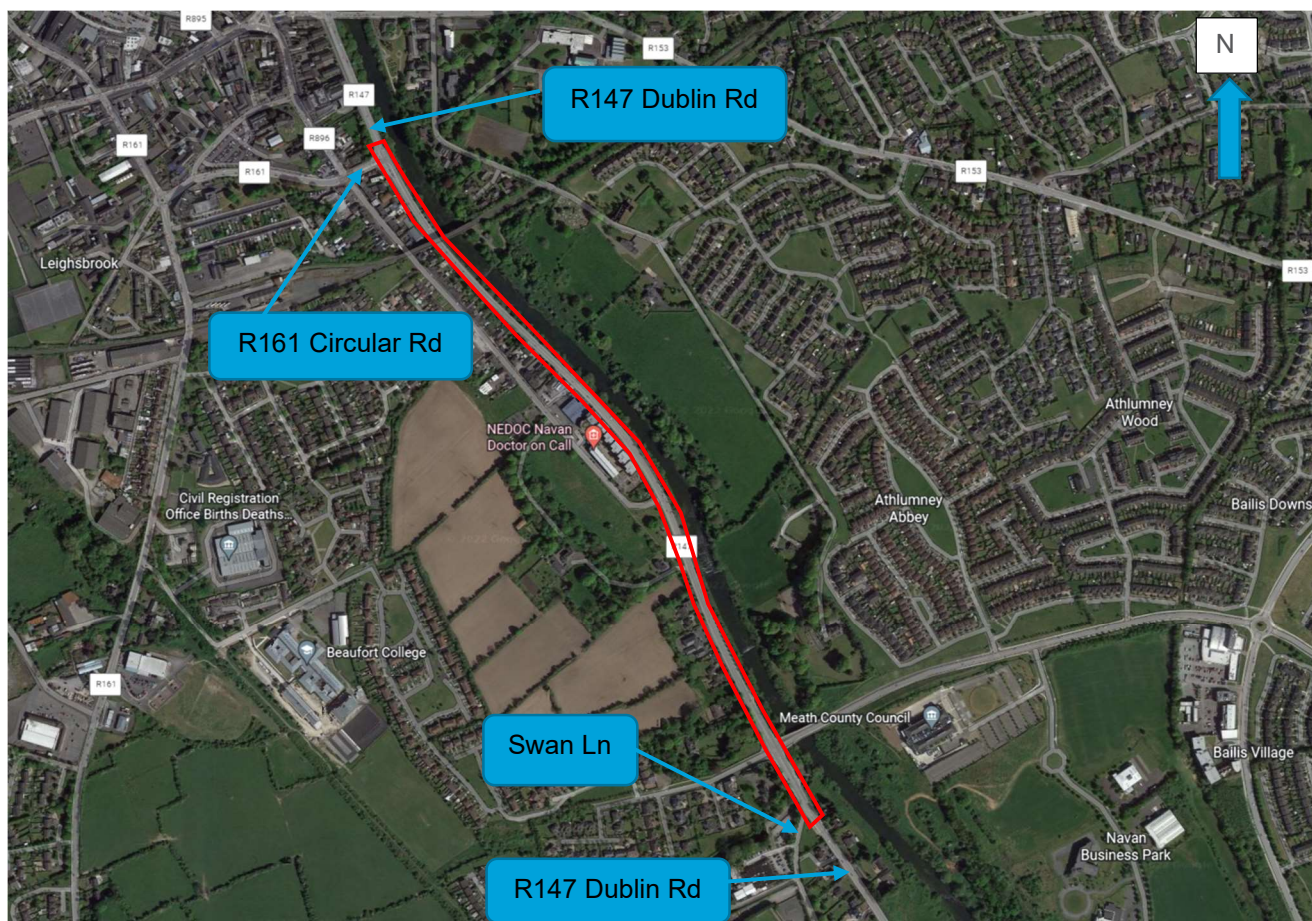 R895
N
R153
R147 Dublin Rd
R147
R896
R161
R161
R153
Leighsbrook
R153
R161 Circular Rd
Athlumney
Wood
NEDOC Navan
Doctor on Call
Civil Registration
Office Births Deaths...
Athlumney
Abbey
Bailis Downs
Beaufort College
R161
Meath County Council
Swan Ln
Bailis Village
Navan
Business Park
R147 Dublin Rd